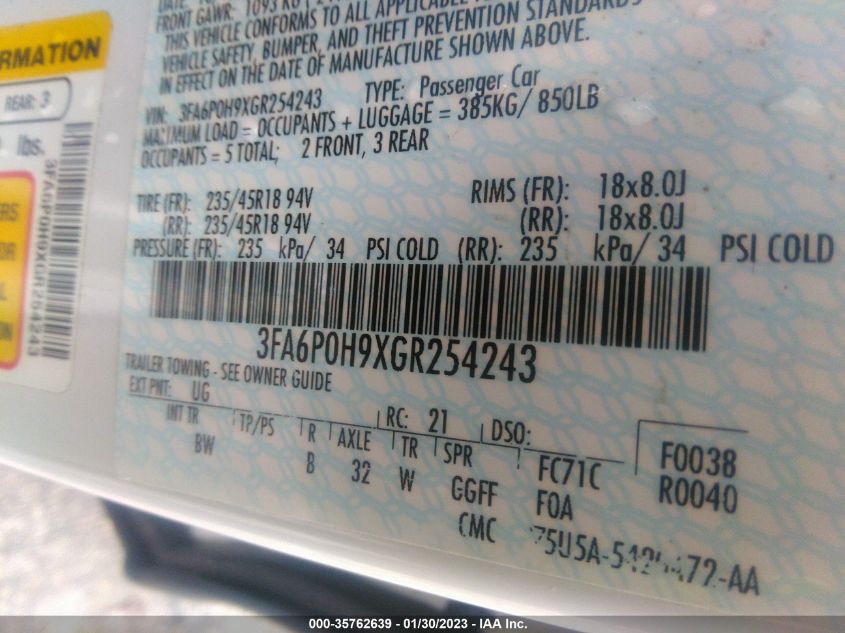 FRONT GAWR: 1093 KG
THIS VEHICLE CONFORMS TO ALL APPLICABLE
VEHICLE SAFETY, BUMPER, AND THEFT PREVENTION STANDARDS
IN EFFECT ON THE DATE OF MANUFACTURE SHOWN ABOVE.
VIN: 3FA6P0H9XGR254243 TYPE: Passenger Car
MAXIMUM LOAD = OCCUPANTS + LUGGAGE = 385KG/ 850LB
OCCUPANTS = 5 TOTAL; 2 FRONT, 3 REAR
TIRE (FR): 235/45R18 94V RIMS (FR): 18x8.0J
(RR): 235/45R18 94V (RR): 18x8.0J
PRESSURE (FR): 235 kPa/ 34 PSI COLD (RR): 235 kPa/ 34 PSI COLD
3FA6P0H9XGR254243
TRAILER TOWING - SEE OWNER GUIDE
EXT PNT: UG RC: 21 DSO:
INT TR TP/PS R AXLE TR SPR
BW B 32 W GGFF FC71C F0038
FOA R0040
CMC
RMATION
REAR: 3
lbs.
3FA6P0H9XGR254243
000-35762639 - 01/30/2023 - IAA Inc.